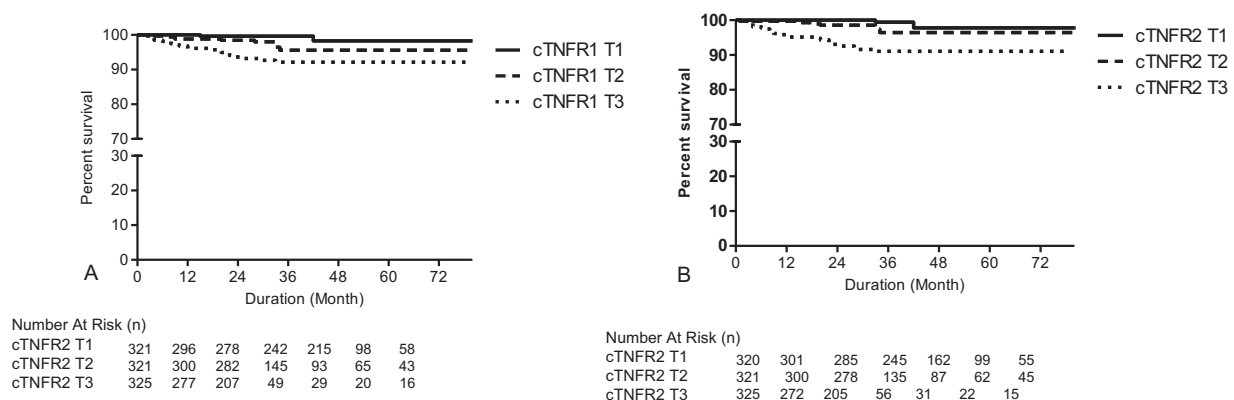 100
90
80
70
30
20
10
0
Percent survival
0 12 24 36 48 60 72
Duration (Month)
A
cTNFR1 T1
cTNFR1 T2
cTNFR1 T3
Number At Risk (n)
cTNFR2 T1 321 296 278 242 215 98 58
cTNFR2 T2 321 300 282 145 93 65 43
cTNFR2 T3 325 277 207 49 29 20 16
100
90
80
70
30
20
10
0
Percent survival
0 12 24 36 48 60 72
Duration (Month)
B
cTNFR2 T1
cTNFR2 T2
cTNFR2 T3
Number At Risk (n)
cTNFR2 T1 320 301 285 245 162 99 55
cTNFR2 T2 321 300 278 135 87 62 45
cTNFR2 T3 325 272 205 56 31 22 15